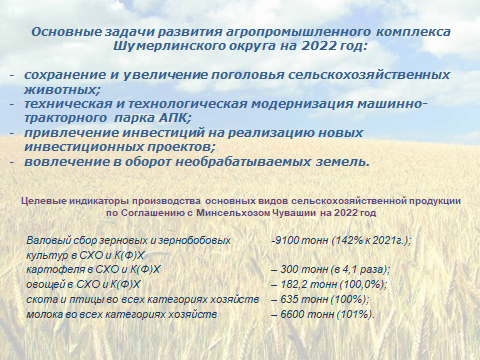 Основные задачи развития агропромышленного комплекса
Шумерлинского округа на 2022 год:
- сохранение и увеличение поголовья сельскохозяйственных
животных;
- техническая и технологическая модернизация машинно-
тракторного парка АПК;
- привлечение инвестиций на реализацию новых
инвестиционных проектов;
- вовлечение в оборот необрабатываемых земель.
Целевые индикаторы производства основных видов сельскохозяйственной продукции
по Соглашению с Минсельхозом Чувашии на 2022 год
Валовый сбор зерновых и зернобобовых -9100 тонн (142% к 2021г.);
культур в СХО и К(Ф)Х
картофеля в СХО и К(Ф)Х – 300 тонн (в 4,1 раза);
овощей в СХО и К(Ф)Х – 182,2 тонн (100,0%);
скота и птицы во всех категориях хозяйств – 635 тонн (100%);
молока во всех категориях хозяйств – 6600 тонн (101%).